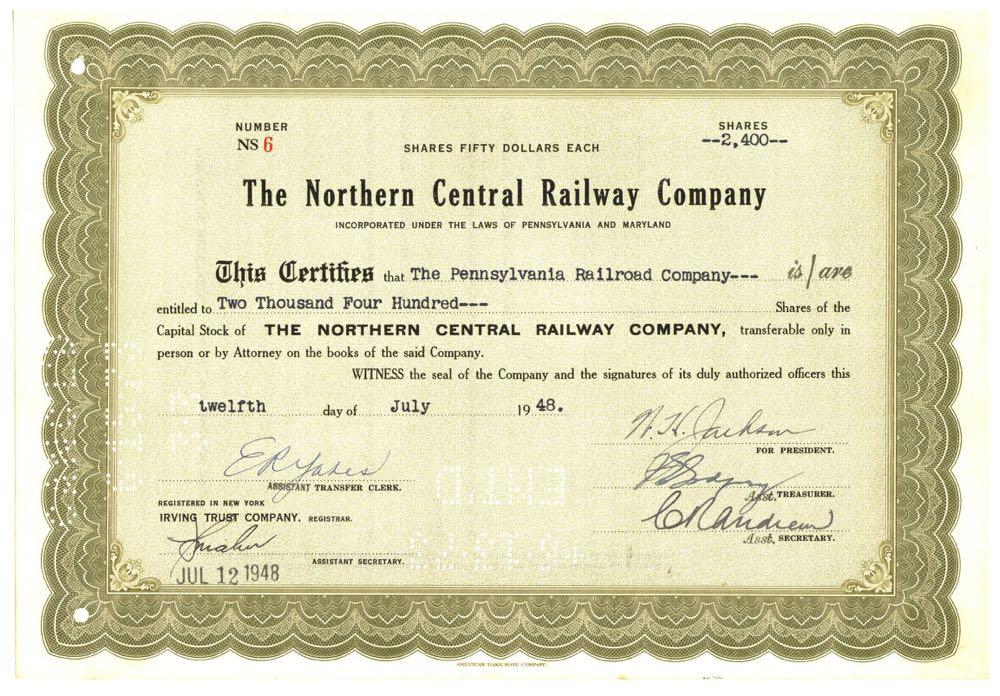 NUMBER
NS 6
SHARES
--2,400--
SHARES FIFTY DOLLARS EACH
The Northern Central Railway Company
INCORPORATED UNDER THE LAWS OF PENNSYLVANIA AND MARYLAND
This Certifies that The Pennsylvania Railroad Company--- is/are
entitled to Two Thousand Four Hundred--- Shares of the
Capital Stock of THE NORTHERN CENTRAL RAILWAY COMPANY, transferable only in
person or by Attorney on the books of the said Company.
WITNESS the seal of the Company and the signatures of its duly authorized officers this
twelfth day of July 1948.
W. H. Jackson
FOR PRESIDENT.
E R Yates
ASSISTANT TRANSFER CLERK.
Asst. TREASURER.
REGISTERED IN NEW YORK
IRVING TRUST COMPANY. REGISTRAR.
Asst. SECRETARY.
ASSISTANT SECRETARY.
JUL 12 1948
AMERICAN BANK NOTE COMPANY.